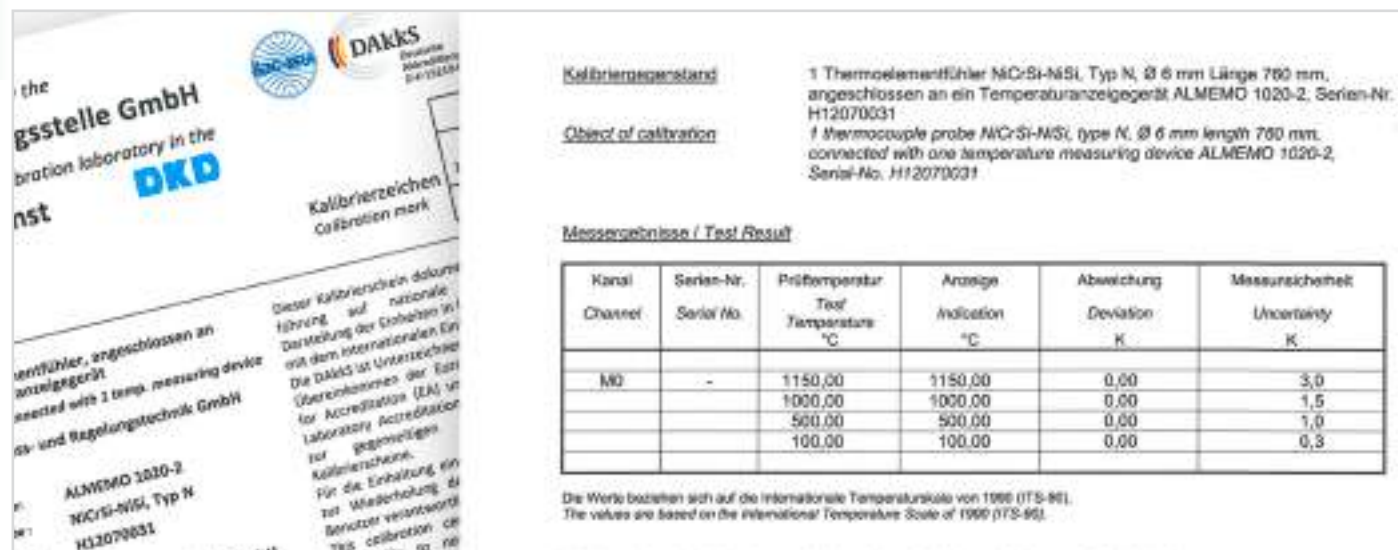 the
gsstelle GmbH
bration laboratory in the
DKD
nst
DAkkS
Deutsche
Kalibrierzeichen
Calibration mark
Dieser Kalibrierschein dokume
führung auf nationale
Darstellung der Einheiten in
mit dem Internationalen Ein
Die DAkkS ist Unterzeichner
Übereinkommen der Euro
for Accreditation (EA) un
Laboratory Accreditation
zur gegenseitigen
Kalibrierscheine.
Für die Einhaltung ein
zur Wiederholung de
Benutzer verantwortl
This calibration ce
entfühler, angeschlossen an
anzeigegerät
nnected with 1 temp. measuring device
ss- und Regelungstechnik GmbH
ALMEMO 1020-2
NiCrSi-NiSi, Typ N
H12070031
Kalibriergegenstand
1 Thermoelementfühler NiCrSi-NiSi, Typ N, Ø 6 mm Länge 760 mm,
angeschlossen an ein Temperaturanzeigegerät ALMEMO 1020-2, Serien-Nr.
H12070031
Object of calibration
1 thermocouple probe NiCrSi-NiSi, type N, Ø 6 mm length 760 mm,
connected with one temperature measuring device ALMEMO 1020-2,
Serial-No. H12070031
Messergebnisse / Test Result
Kanal Serien-Nr. Prüftemperatur Anzeige Abweichung Messunsicherheit
Channel Serial No. Test Temperature Indication Deviation Uncertainty
°C °C K K
M0 - 1150,00 1150,00 0,00 3,0
1000,00 1000,00 0,00 1,5
500,00 500,00 0,00 1,0
100,00 100,00 0,00 0,3
Die Werte beziehen sich auf die Internationale Temperaturskala von 1990 (ITS-90).
The values are based on the International Temperature Scale of 1990 (ITS-90).